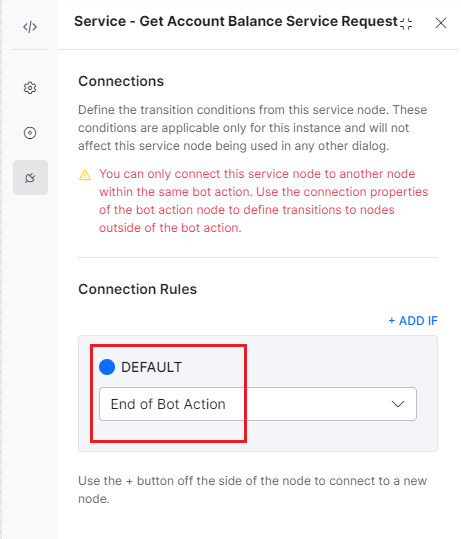 Service - Get Account Balance Service Request
Connections
Define the transition conditions from this service node. These
conditions are applicable only for this instance and will not
affect this service node being used in any other dialog.
You can only connect this service node to another node
within the same bot action. Use the connection properties
of the bot action node to define transitions to nodes
outside of the bot action.
Connection Rules
+ ADD IF
DEFAULT
End of Bot Action
Use the + button off the side of the node to connect to a new
node.